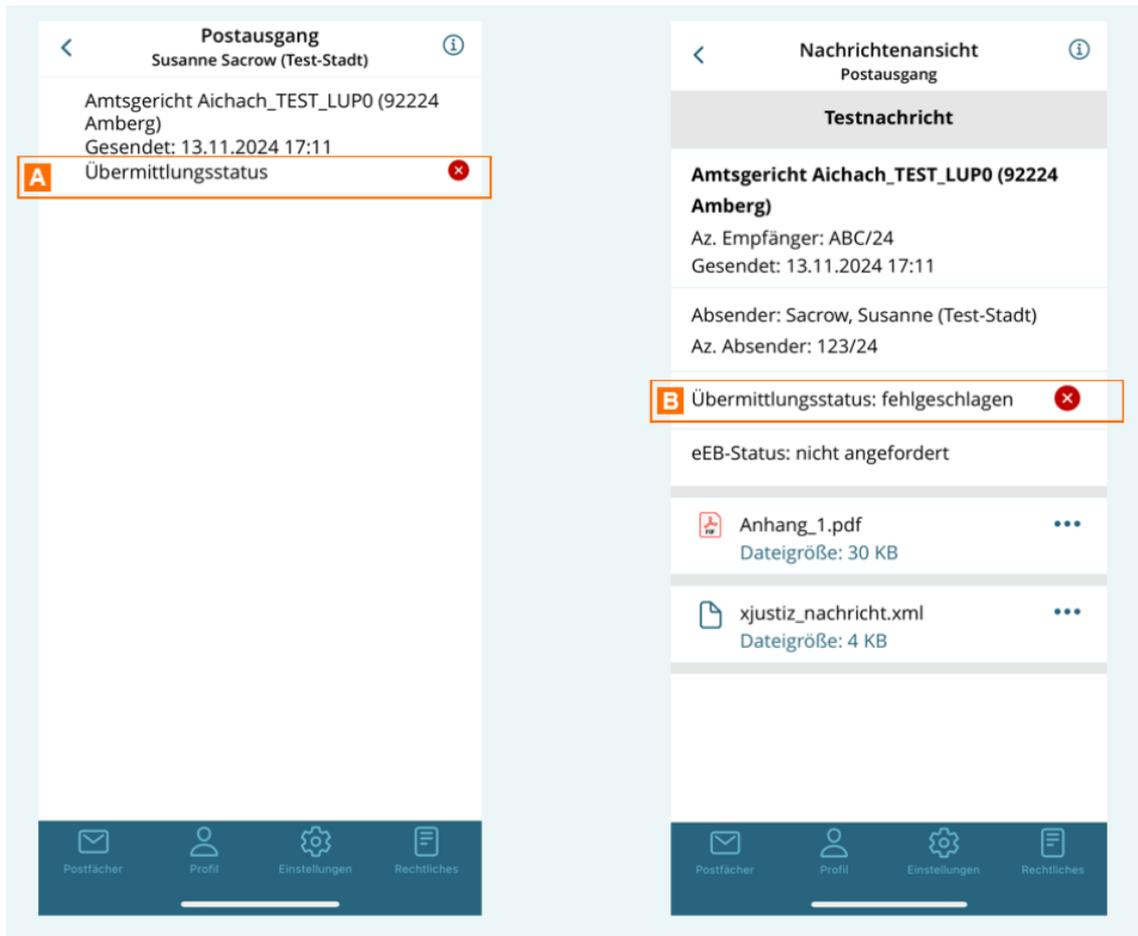 Postausgang
Susanne Sacrow (Test-Stadt)
Amtsgericht Aichach_TEST_LUP0 (92224
Amberg)
Gesendet: 13.11.2024 17:11
A Übermittlungsstatus
Postfächer Profil Einstellungen Rechtliches
Nachrichtenansicht
Postausgang
Testnachricht
Amtsgericht Aichach_TEST_LUP0 (92224
Amberg)
Az. Empfänger: ABC/24
Gesendet: 13.11.2024 17:11
Absender: Sacrow, Susanne (Test-Stadt)
Az. Absender: 123/24
B Übermittlungsstatus: fehlgeschlagen
eEB-Status: nicht angefordert
Anhang_1.pdf
Dateigröße: 30 KB
xjustiz_nachricht.xml
Dateigröße: 4 KB
Postfächer Profil Einstellungen Rechtliches